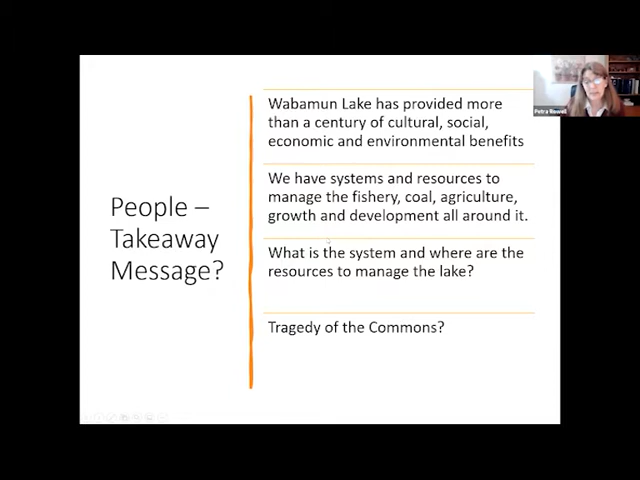 People –
Takeaway
Message?
Wabamun Lake has provided more
than a century of cultural, social,
economic and environmental benefits
We have systems and resources to
manage the fishery, coal, agriculture,
growth and development all around it.
What is the system and where are the
resources to manage the lake?
Tragedy of the Commons?
Petra Rowell